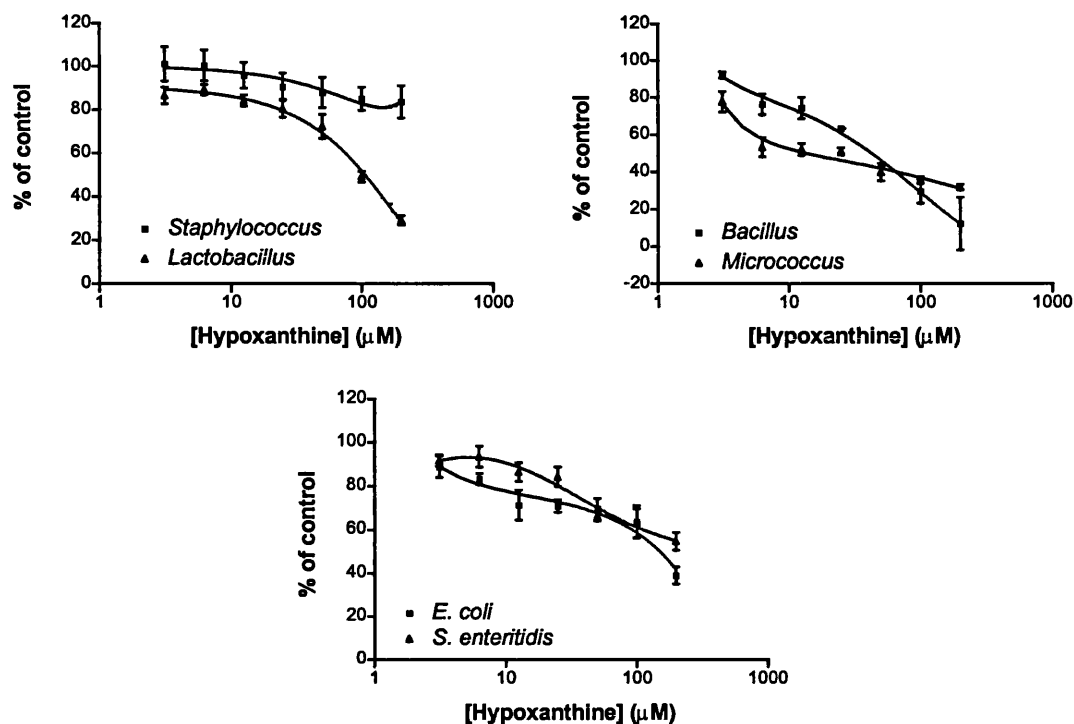 % of control
120
100
80
60
40
20
0
Staphylococcus
Lactobacillus
1
10
100
1000
[Hypoxanthine] (μM)
% of control
120
100
80
60
40
20
0
-20
Bacillus
Micrococcus
1
10
100
1000
[Hypoxanthine] (μM)
% of control
120
100
80
60
40
20
0
E. coli
S. enteritidis
1
10
100
1000
[Hypoxanthine] (μM)